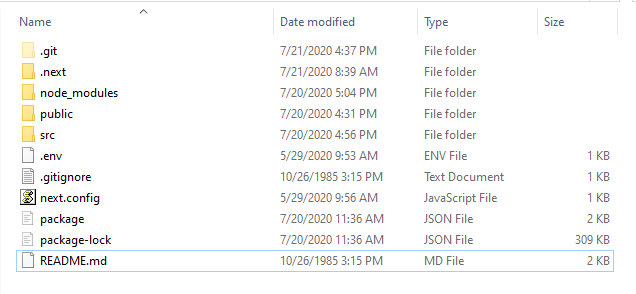 Name Date modified Type Size
.git 7/21/2020 4:37 PM File folder
.next 7/21/2020 8:39 AM File folder
node_modules 7/20/2020 5:04 PM File folder
public 7/20/2020 4:31 PM File folder
src 7/20/2020 4:56 PM File folder
.env 5/29/2020 9:53 AM ENV File 1 KB
.gitignore 10/26/1985 3:15 PM Text Document 1 KB
next.config 5/29/2020 9:56 AM JavaScript File 1 KB
package 7/20/2020 11:36 AM JSON File 2 KB
package-lock 7/20/2020 11:36 AM JSON File 309 KB
README.md 10/26/1985 3:15 PM MD File 2 KB